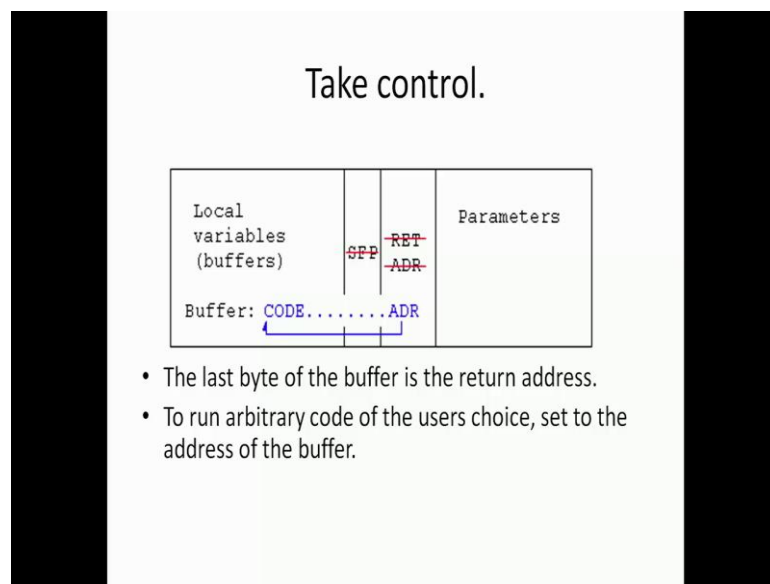 Take control.
Local
variables
(buffers)
SFP
RET
ADR
Parameters
Buffer: CODE........ADR
• The last byte of the buffer is the return address.
• To run arbitrary code of the users choice, set to the
address of the buffer.